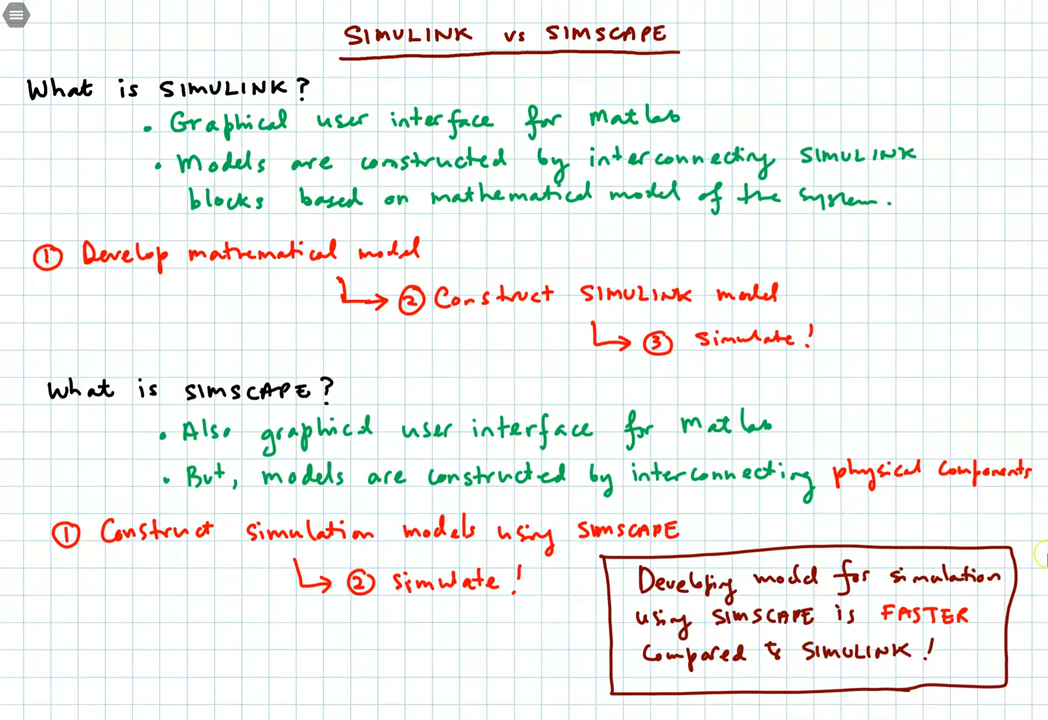 SIMULINK vs SIMSCAPE
What is SIMULINK?
• Graphical user interface for Matlab
• Models are constructed by interconnecting SIMULINK
blocks based on mathematical model of the system.
① Develop mathematical model
② Construct SIMULINK model
③ Simulate!
What is SIMSCAPE?
• Also graphical user interface for Matlab
• But, models are constructed by interconnecting physical components
① Construct simulation models using SIMSCAPE
② Simulate!
Developing model for simulation
using SIMSCAPE is FASTER
Compared to SIMULINK!